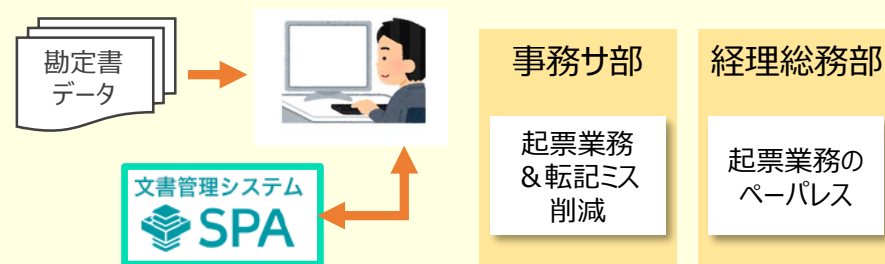 勘定書
データ
文書管理システム
SPA
事務サ部
起票業務
&転記ミス
削減
経理総務部
起票業務の
ペーパレス